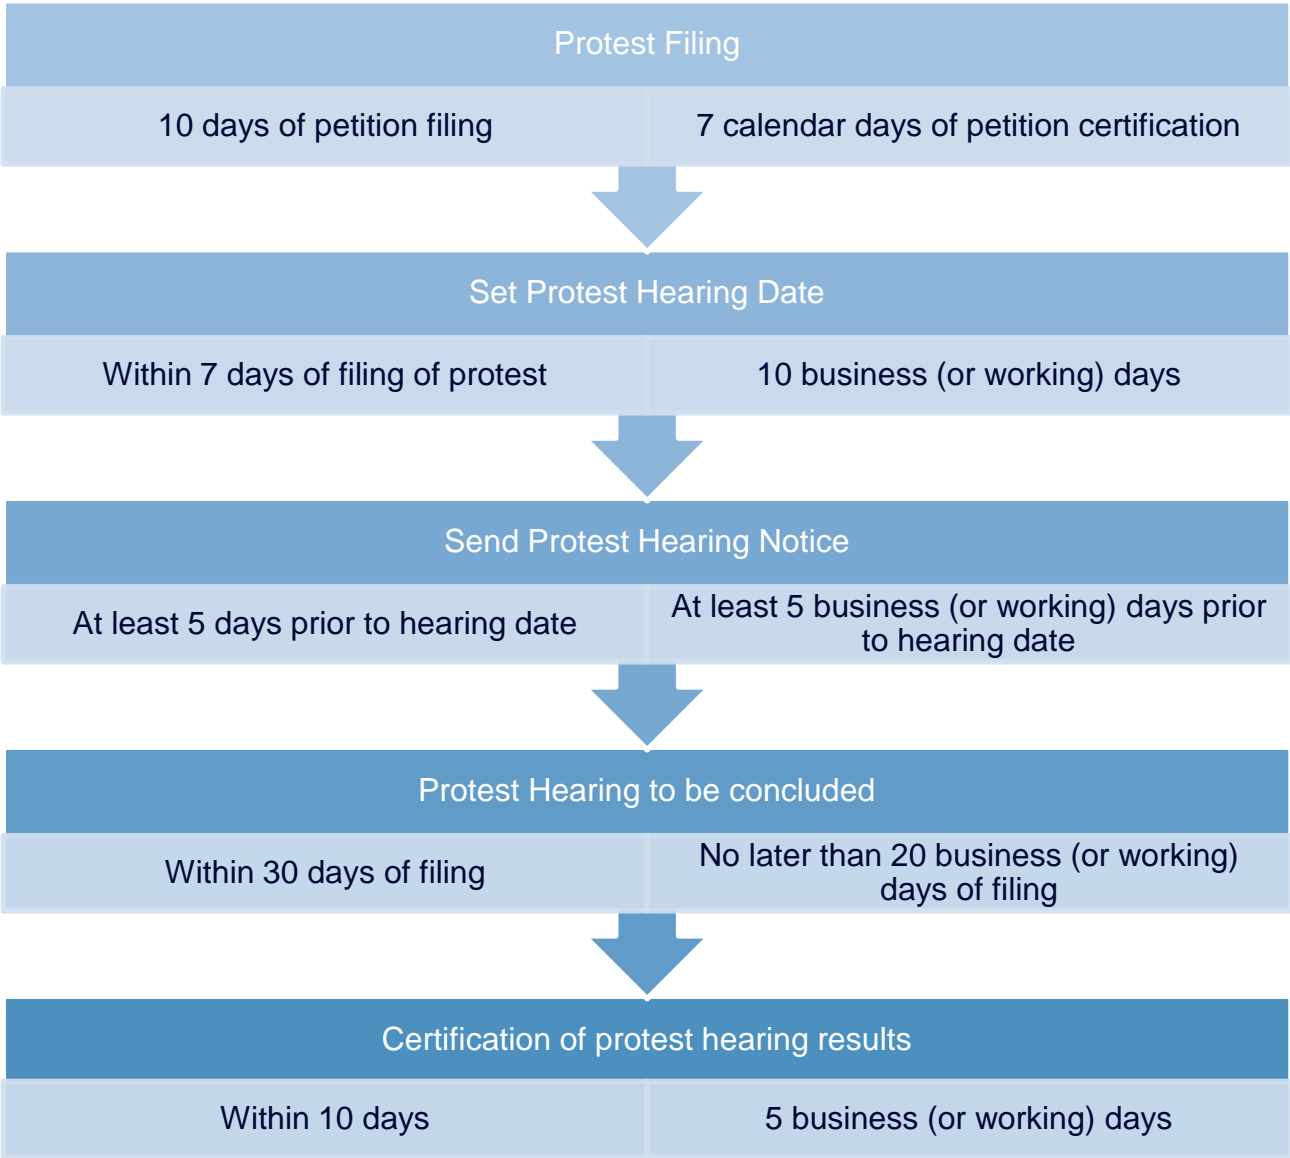 Protest Filing
10 days of petition filing
7 calendar days of petition certification
Set Protest Hearing Date
Within 7 days of filing of protest
10 business (or working) days
Send Protest Hearing Notice
At least 5 days prior to hearing date
At least 5 business (or working) days prior
to hearing date
Protest Hearing to be concluded
Within 30 days of filing
No later than 20 business (or working)
days of filing
Certification of protest hearing results
Within 10 days
5 business (or working) days